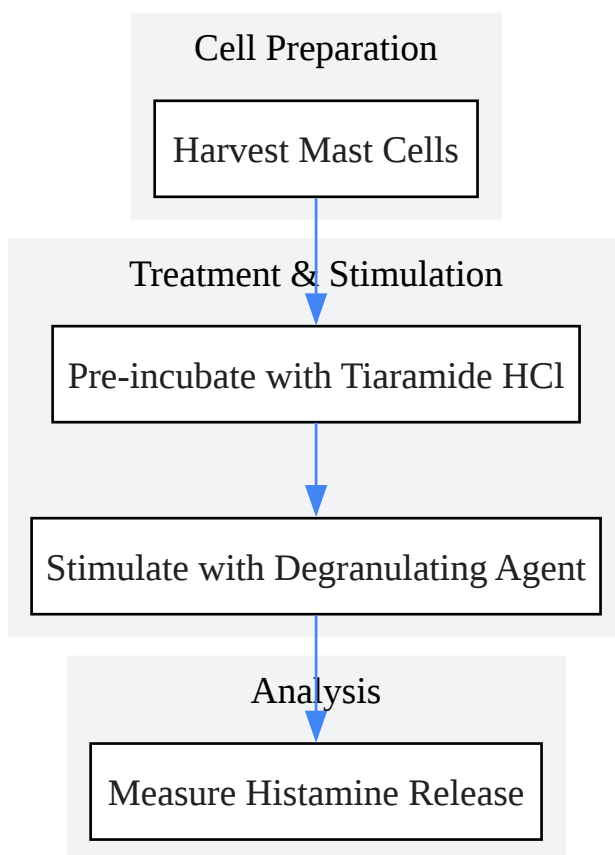 Cell Preparation
Harvest Mast Cells
Treatment & Stimulation
Pre-incubate with Tiaramide HCl
Stimulate with Degranulating Agent
Analysis
Measure Histamine Release